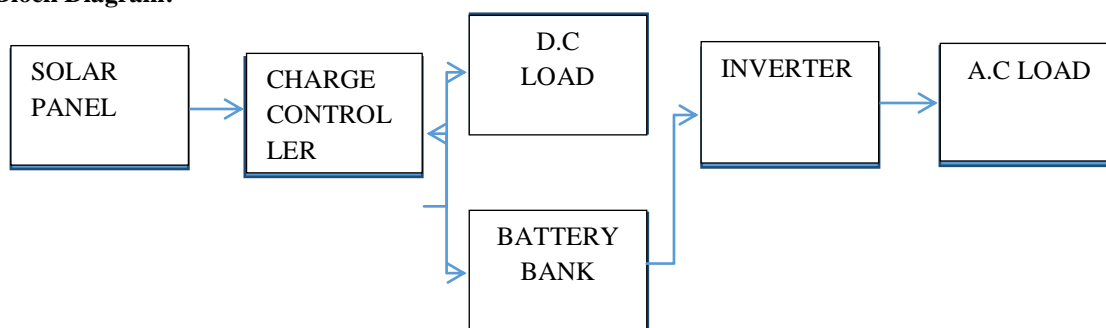 Block Diagram:
SOLAR
PANEL
CHARGE
CONTROL
LER
D.C
LOAD
BATTERY
BANK
INVERTER
A.C LOAD